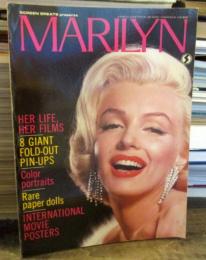 SCREEN GREATS presents
MARILYN
HER LIFE,
HER FILMS
8 GIANT
FOLD-OUT
PIN-UPS
Color
portraits
Rare
paper dolls
INTERNATIONAL
MOVIE
POSTERS